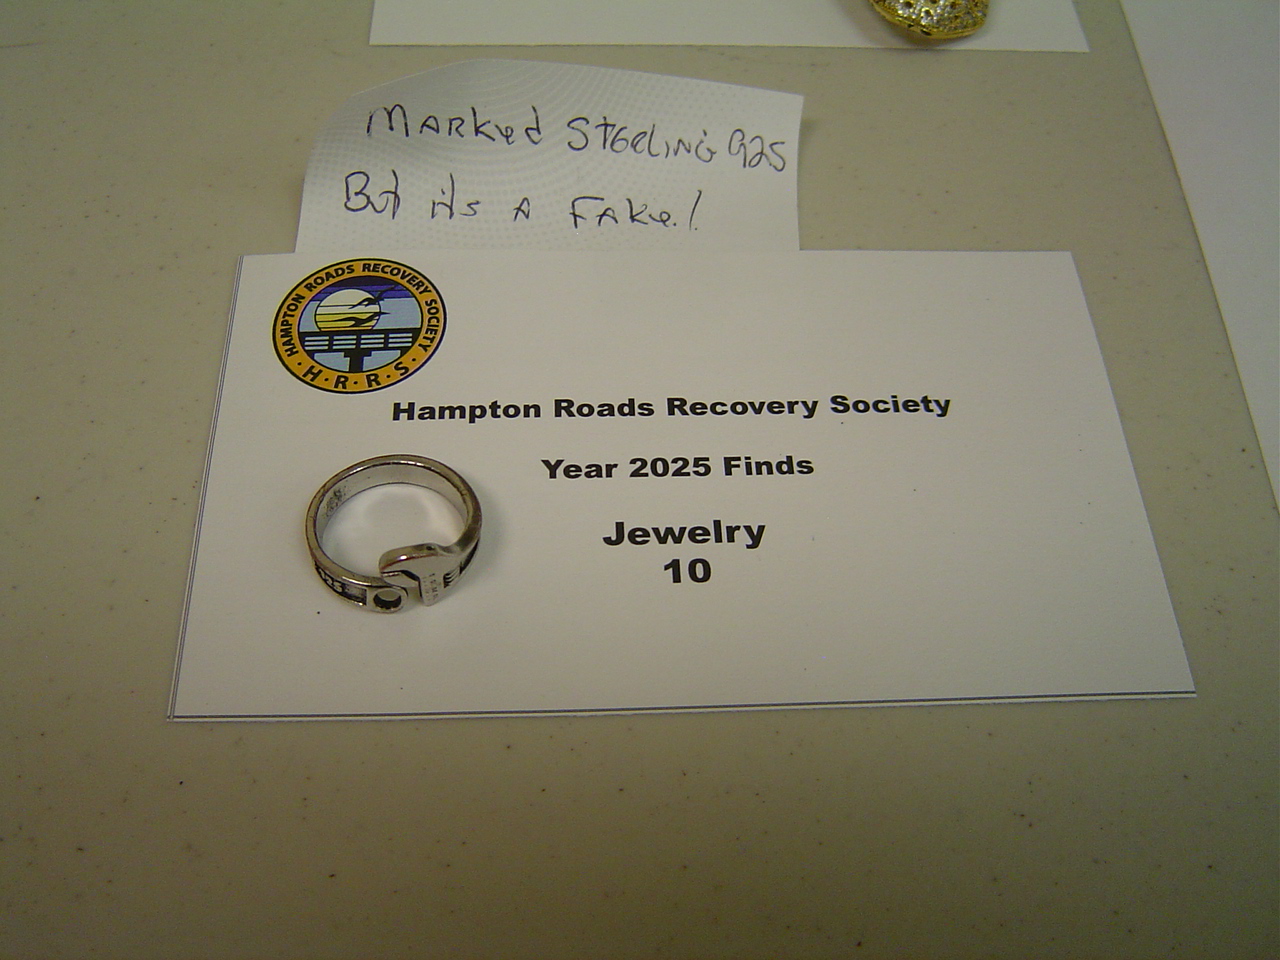 Marked Sterling 925
But its A Fake!
HAMPTON ROADS RECOVERY SOCIETY
H·R·R·S·
Hampton Roads Recovery Society
Year 2025 Finds
Jewelry
10
925